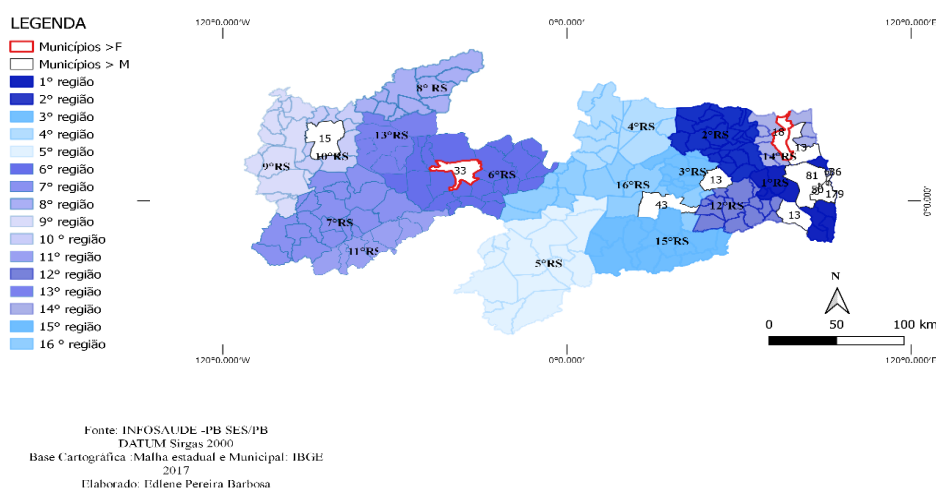 LEGENDA
Municípios >F
Municípios > M
1° região
2° região
3° região
4° região
5° região
6° região
7° região
8° região
9° região
10 ° região
11° região
12° região
13° região
14° região
15° região
16 ° região
120°0.000'W
0°0.000'
120°0.000'E
8° RS
15
13°RS
10°RS
9°RS
33
6°RS
7°RS
11°RS
4°RS
2°RS
18
13
14°RS
3°RS
16°RS
13
1°RS
81
636
179
43
12°RS
13
15°RS
5°RS
0°0.000'
N
0 50 100 km
120°0.000'W
0°0.000'
120°0.000'E
Fonte: INFOSAUDE -PB SES/PB
DATUM Sirgas 2000
Base Cartográfica :Malha estadual e Municipal: IBGE
2017
Elaborado: Edlene Pereira Barbosa